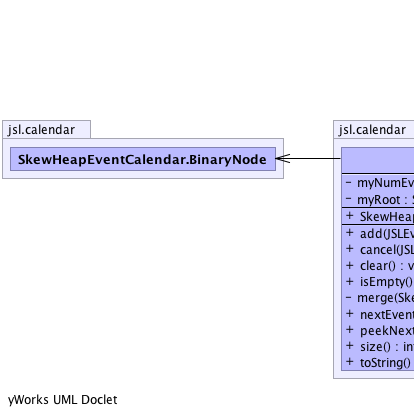 jsl.calendar
SkewHeapEventCalendar.BinaryNode
jsl.calendar
- myNumEv
- myRoot : S
+ SkewHeap
+ add(JSLEv
+ cancel(JSL
+ clear() : v
+ isEmpty()
- merge(Ske
+ nextEvent
+ peekNext
+ size() : int
+ toString()
yWorks UML Doclet